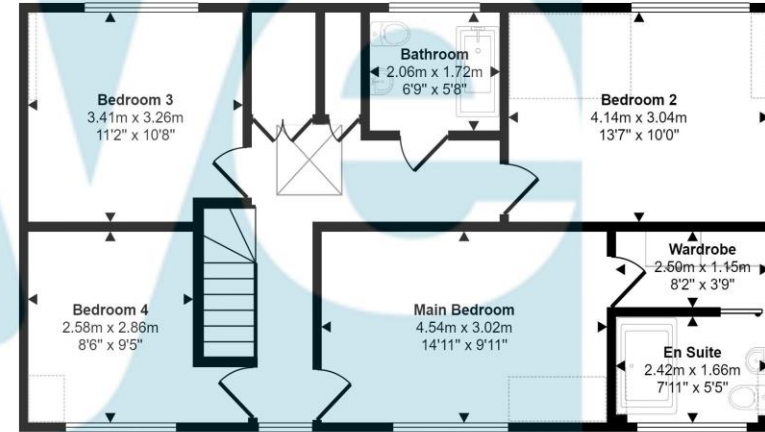 Bedroom 3
3.41m x 3.26m
11'2" x 10'8"
Bathroom
2.06m x 1.72m
6'9" x 5'8"
Bedroom 2
4.14m x 3.04m
13'7" x 10'0"
Bedroom 4
2.58m x 2.86m
8'6" x 9'5"
Main Bedroom
4.54m x 3.02m
14'11" x 9'11"
Wardrobe
2.50m x 1.15m
8'2" x 3'9"
En Suite
2.42m x 1.66m
7'11" x 5'5"